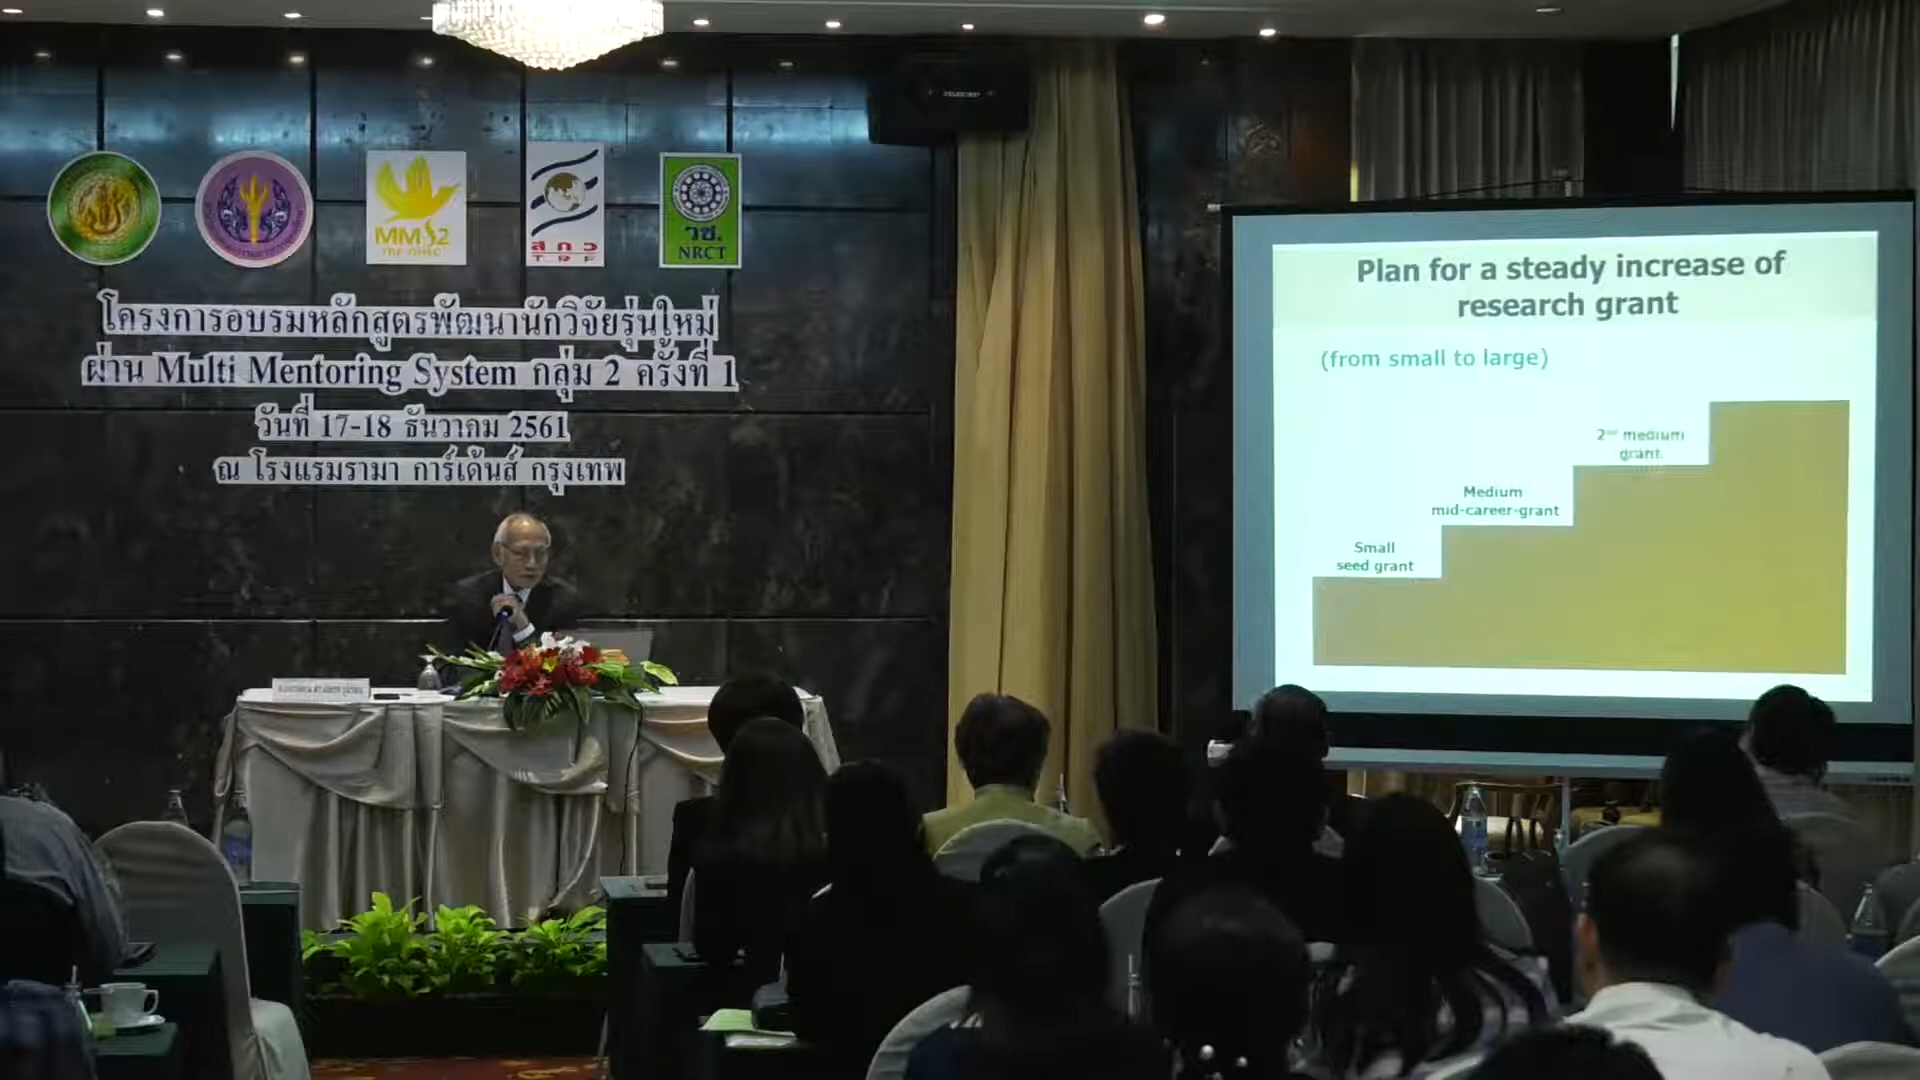 MM S2
สกว
TRF
วช.
NRCT
โครงการอบรมหลักสูตรพัฒนานักวิจัยรุ่นใหม่
ผ่าน Multi Mentoring System กลุ่ม 2 ครั้งที่ 1
วันที่ 17-18 ธันวาคม 2561
ณ โรงแรมรามา การ์เด้นส์ กรุงเทพ
Plan for a steady increase of
research grant
(from small to large)
2nd medium
grant
Medium
mid-career-grant
Small
seed grant